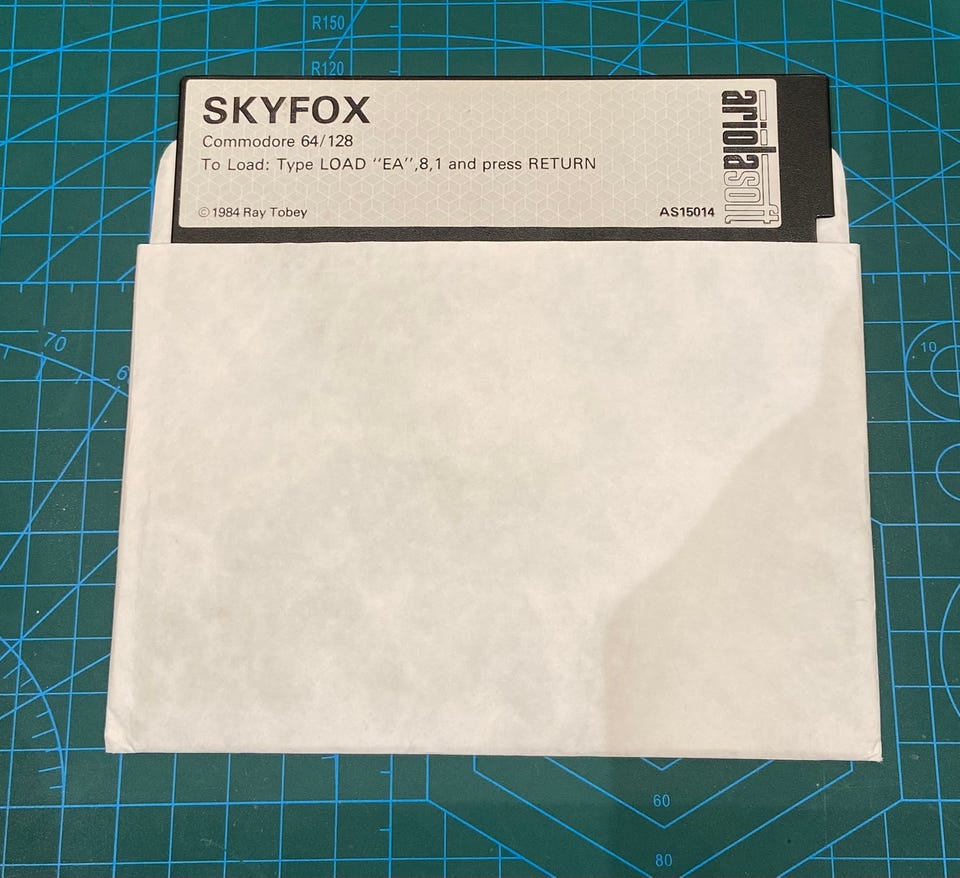 R150
R120
SKYFOX
Commodore 64/128
To Load: Type LOAD "EA",8,1 and press RETURN
© 1984 Ray Tobey
AS15014
ariolasoft
70
10
60
80